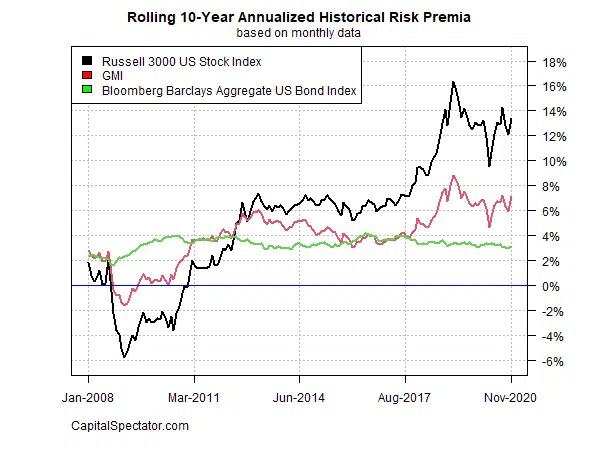 Rolling 10-Year Annualized Historical Risk Premia
based on monthly data
Russell 3000 US Stock Index
GMI
Bloomberg Barclays Aggregate US Bond Index
18%
16%
14%
12%
10%
8%
6%
4%
2%
0%
-2%
-4%
-6%
Jan-2008 Mar-2011 Jun-2014 Aug-2017 Nov-2020
CapitalSpectator.com